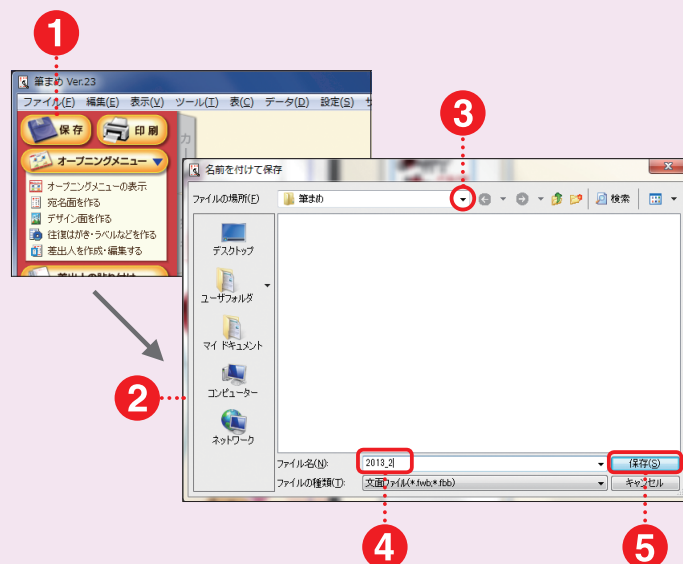 1
筆まめ Ver.23
ファイル(F) 編集(E) 表示(V) ツール(T) 表(C) データ(D) 設定(S)
保存 印刷
カ
オープニングメニュー
オープニングメニューの表示
宛名面を作る
デザイン面を作る
往復はがき・ラベルなどを作る
差出人を作成・編集する
3
名前を付けて保存
ファイルの場所(F) 筆まめ 検索
デスクトップ
ユーザフォルダ
マイ ドキュメント
コンピューター
ネットワーク
2
ファイル名(N): 2013_2 保存(S)
ファイルの種類(T): 文面ファイル(*.fwb;*.fbb) キャンセル
4
5